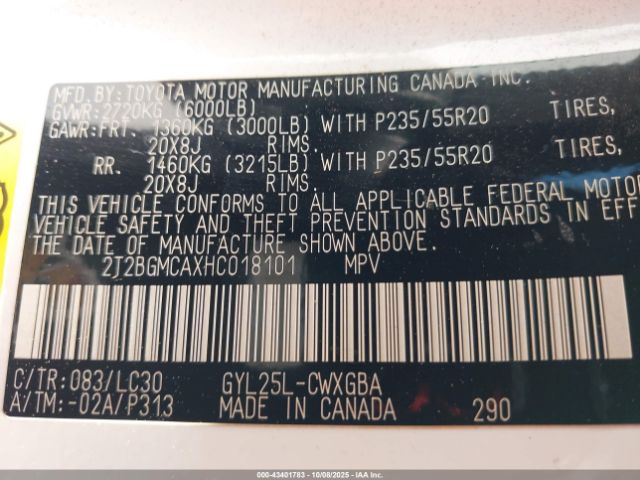 MFD.BY:TOYOTA MOTOR MANUFACTURING CANADA INC.
GVWR:2720KG (6000LB)
GAWR:FRT. 1360KG (3000LB) WITH P235/55R20 TIRES,
20X8J RIMS.
RR. 1460KG (3215LB) WITH P235/55R20 TIRES,
20X8J RIMS.
THIS VEHICLE CONFORMS TO ALL APPLICABLE FEDERAL MOTOR
VEHICLE SAFETY AND THEFT PREVENTION STANDARDS IN EFF
THE DATE OF MANUFACTURE SHOWN ABOVE.
2J2BGMCAXHC018101 MPV
C/TR:083/LC30 GYL25L-CWXGBA
A/TM:-02A/P313 MADE IN CANADA 290
000-43401783 - 10/08/2025 - IAAI Inc.